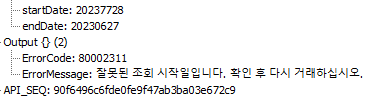 startDate: 20237728
endDate: 20230627
Output {} (2)
ErrorCode: 80002311
ErrorMessage: 잘못된 조회 시작일입니다. 확인 후 다시 거래하십시오.
API_SEQ: 90f6496c6fde0fe9f47ab3ba03e672c9